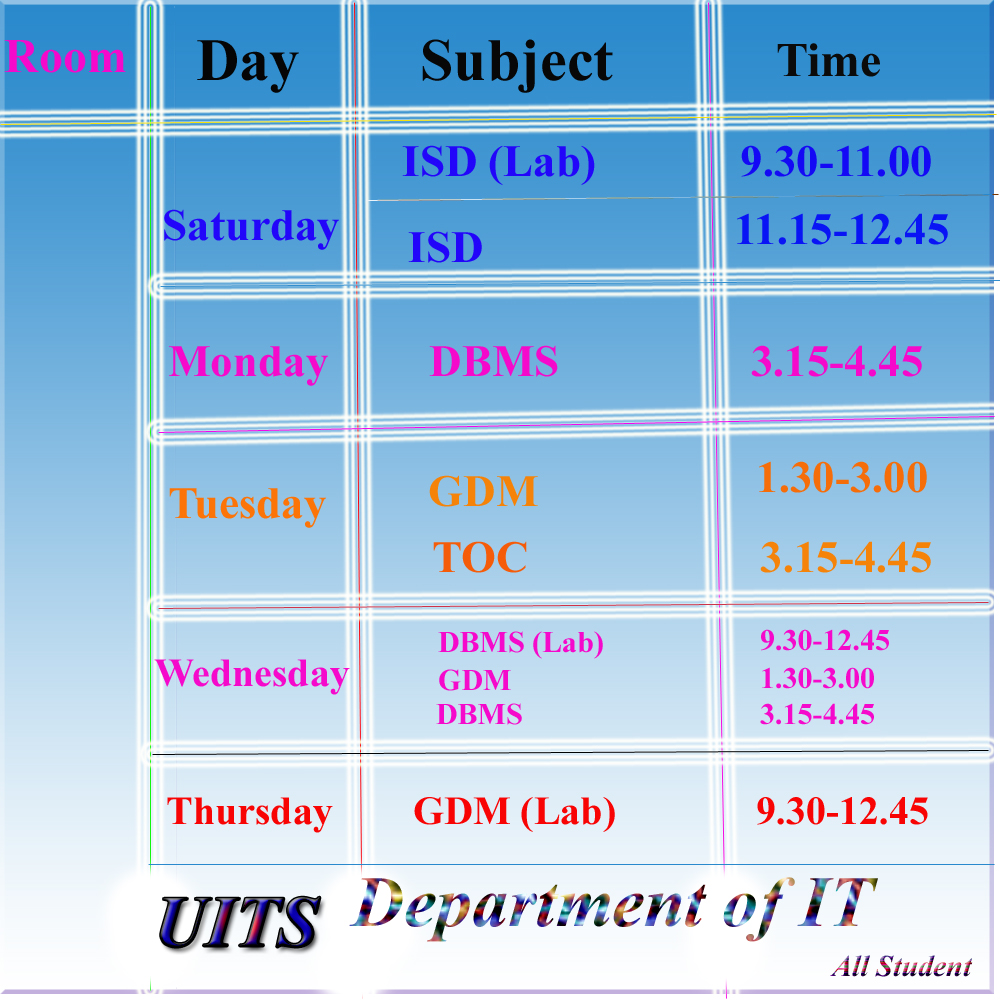 Room Day Subject Time
ISD (Lab) 9.30-11.00
Saturday
ISD 11.15-12.45
Monday DBMS 3.15-4.45
Tuesday GDM 1.30-3.00
TOC 3.15-4.45
DBMS (Lab) 9.30-12.45
Wednesday GDM 1.30-3.00
DBMS 3.15-4.45
Thursday GDM (Lab) 9.30-12.45
UITS Department of IT
All Student